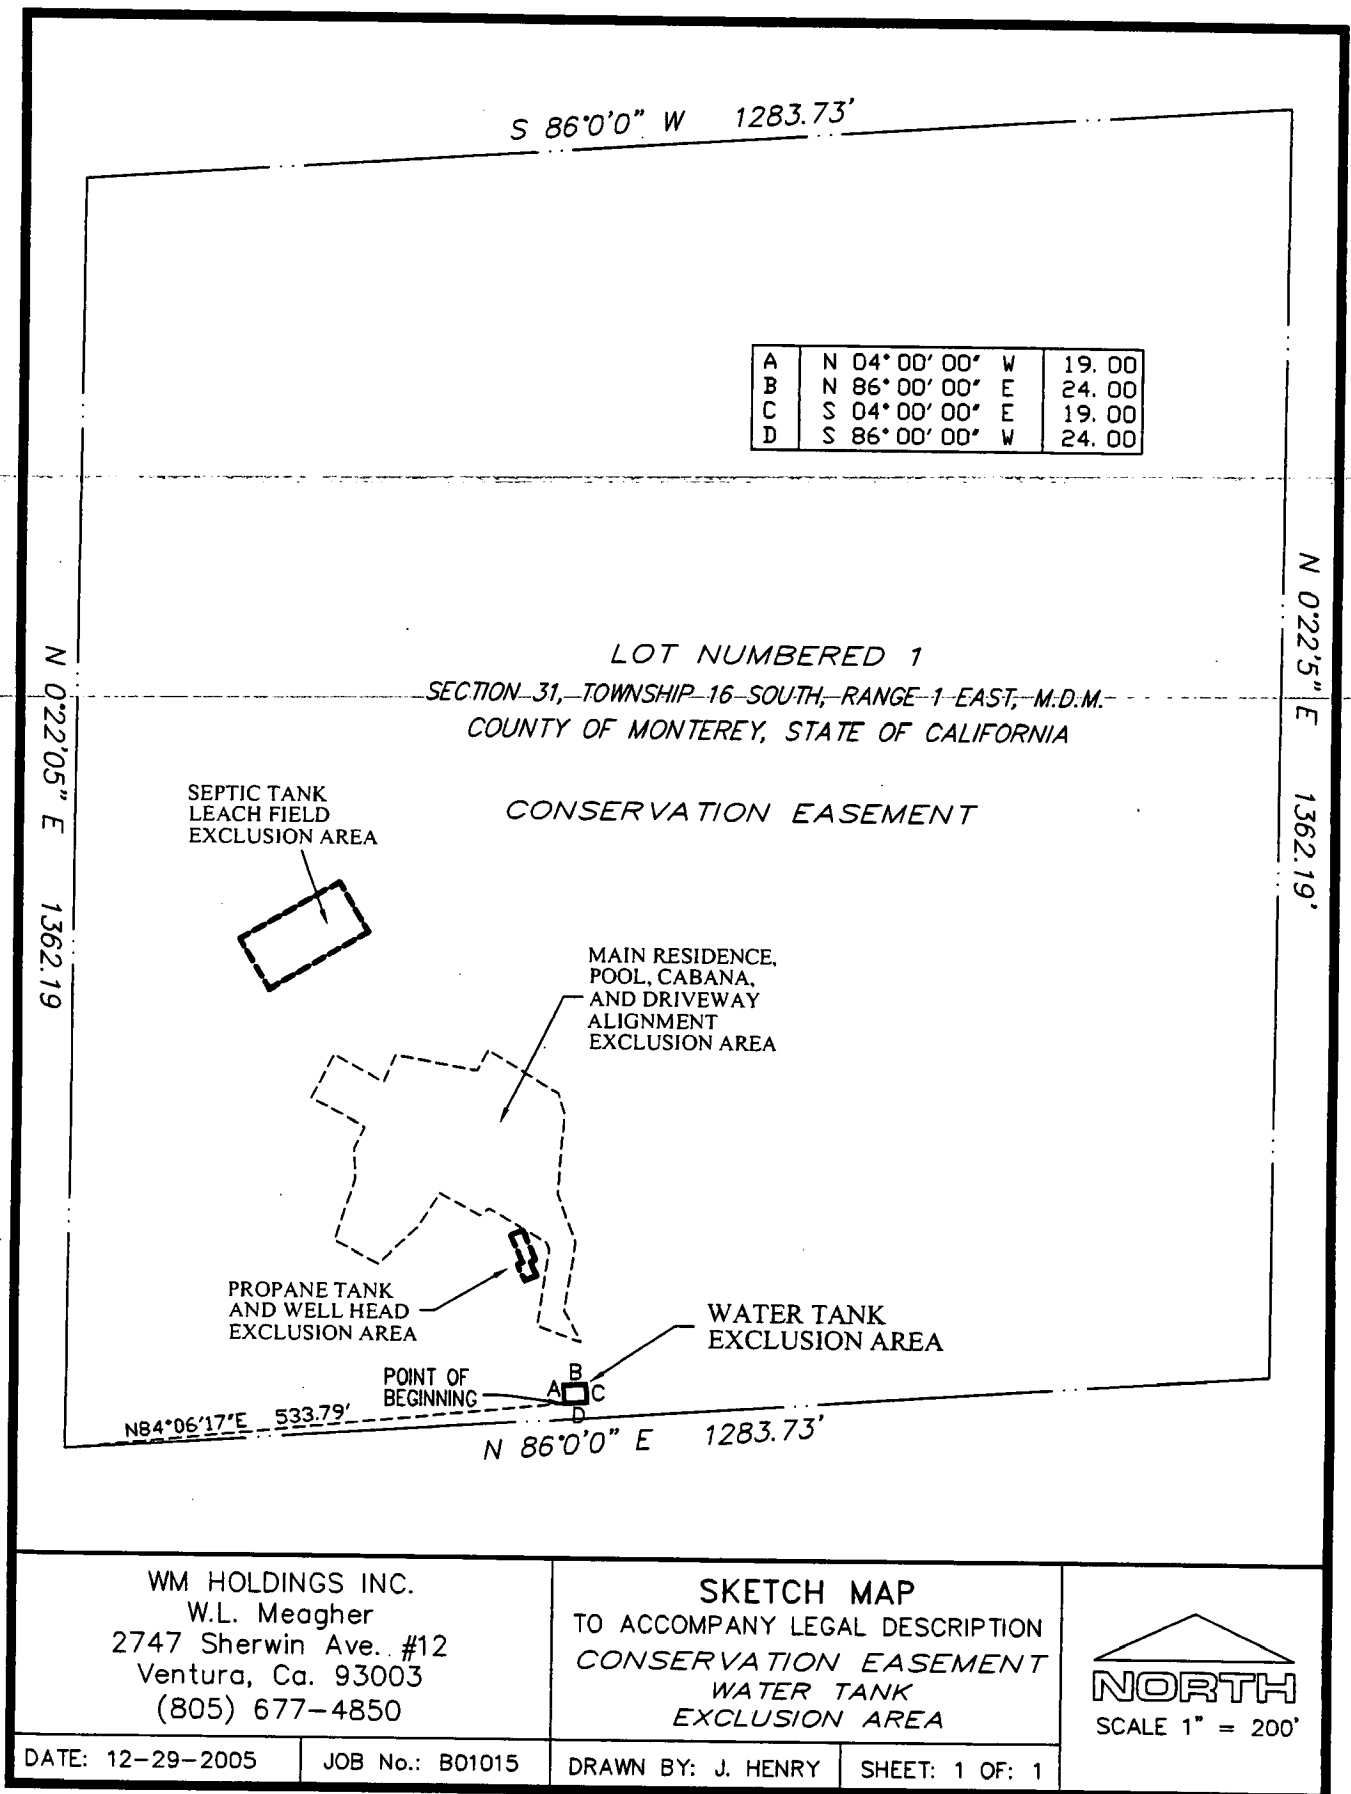 S 86°0'0" W 1283.73'
A N 04° 00' 00" W 19. 00
B N 86° 00' 00" E 24. 00
C S 04° 00' 00" E 19. 00
D S 86° 00' 00" W 24. 00
N 0°22'05" E 1362.19
N 0°22'5" E 1362.19'
LOT NUMBERED 1
SECTION 31, TOWNSHIP 16 SOUTH, RANGE 1 EAST, M.D.M.
COUNTY OF MONTEREY, STATE OF CALIFORNIA
CONSERVATION EASEMENT
SEPTIC TANK
LEACH FIELD
EXCLUSION AREA
MAIN RESIDENCE,
POOL, CABANA,
AND DRIVEWAY
ALIGNMENT
EXCLUSION AREA
PROPANE TANK
AND WELL HEAD
EXCLUSION AREA
WATER TANK
EXCLUSION AREA
POINT OF
BEGINNING
B
A
C
D
N84°06'17"E 533.79'
N 86°0'0" E 1283.73'
WM HOLDINGS INC.
W.L. Meagher
2747 Sherwin Ave. #12
Ventura, Ca. 93003
(805) 677-4850
SKETCH MAP
TO ACCOMPANY LEGAL DESCRIPTION
CONSERVATION EASEMENT
WATER TANK
EXCLUSION AREA
NORTH
SCALE 1" = 200'
DATE: 12-29-2005
JOB No.: B01015
DRAWN BY: J. HENRY
SHEET: 1 OF: 1